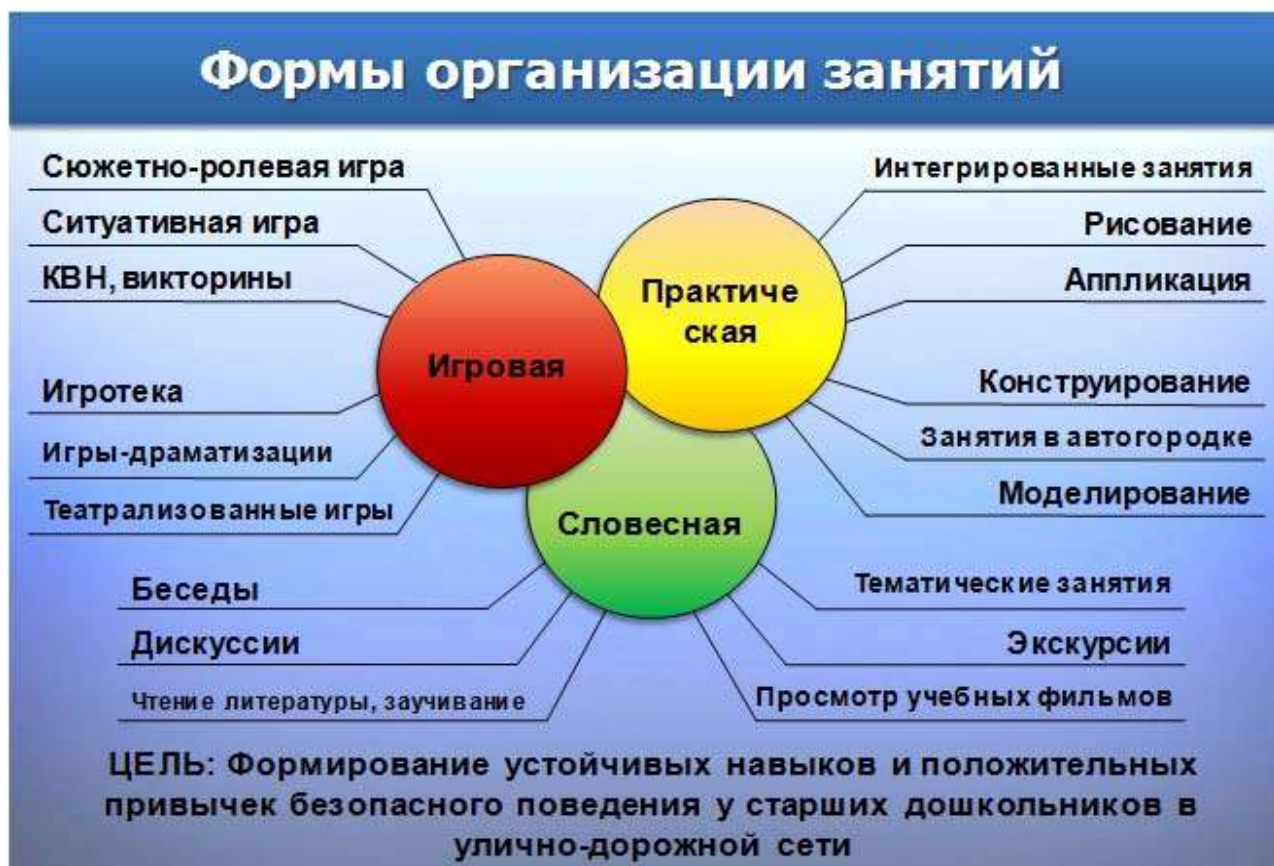 Формы организации занятий
Сюжетно-ролевая игра
Ситуативная игра
КВН, викторины
Игротека
Игры-драматизации
Театрализованные игры
Игровая
Практиче
ская
Словесная
Интегрированные занятия
Рисование
Аппликация
Конструирование
Занятия в автогородке
Моделирование
Беседы
Дискуссии
Чтение литературы, заучивание
Тематические занятия
Экскурсии
Просмотр учебных фильмов
ЦЕЛЬ: Формирование устойчивых навыков и положительных
привычек безопасного поведения у старших дошкольников в
улично-дорожной сети